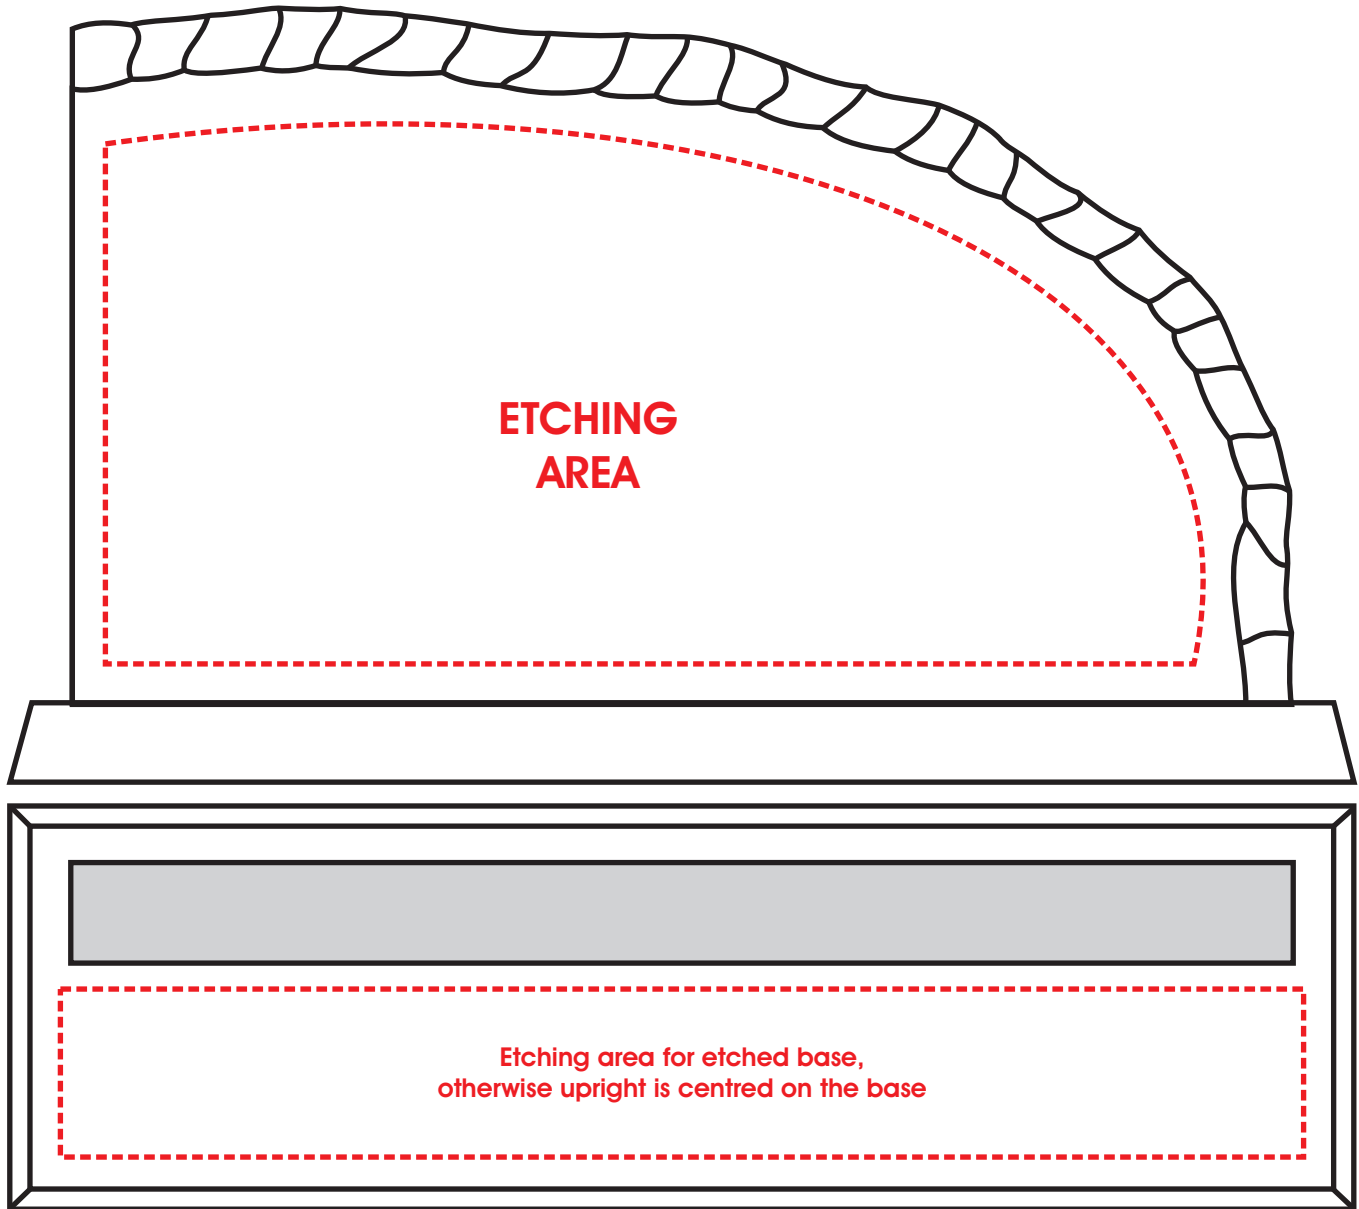 ETCHING
AREA
Etching area for etched base,
otherwise upright is centred on the base